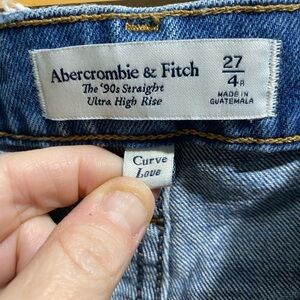 Abercrombie & Fitch
The '90s Straight
Ultra High Rise
27
4R
MADE IN
GUATEMALA
Curve
Love